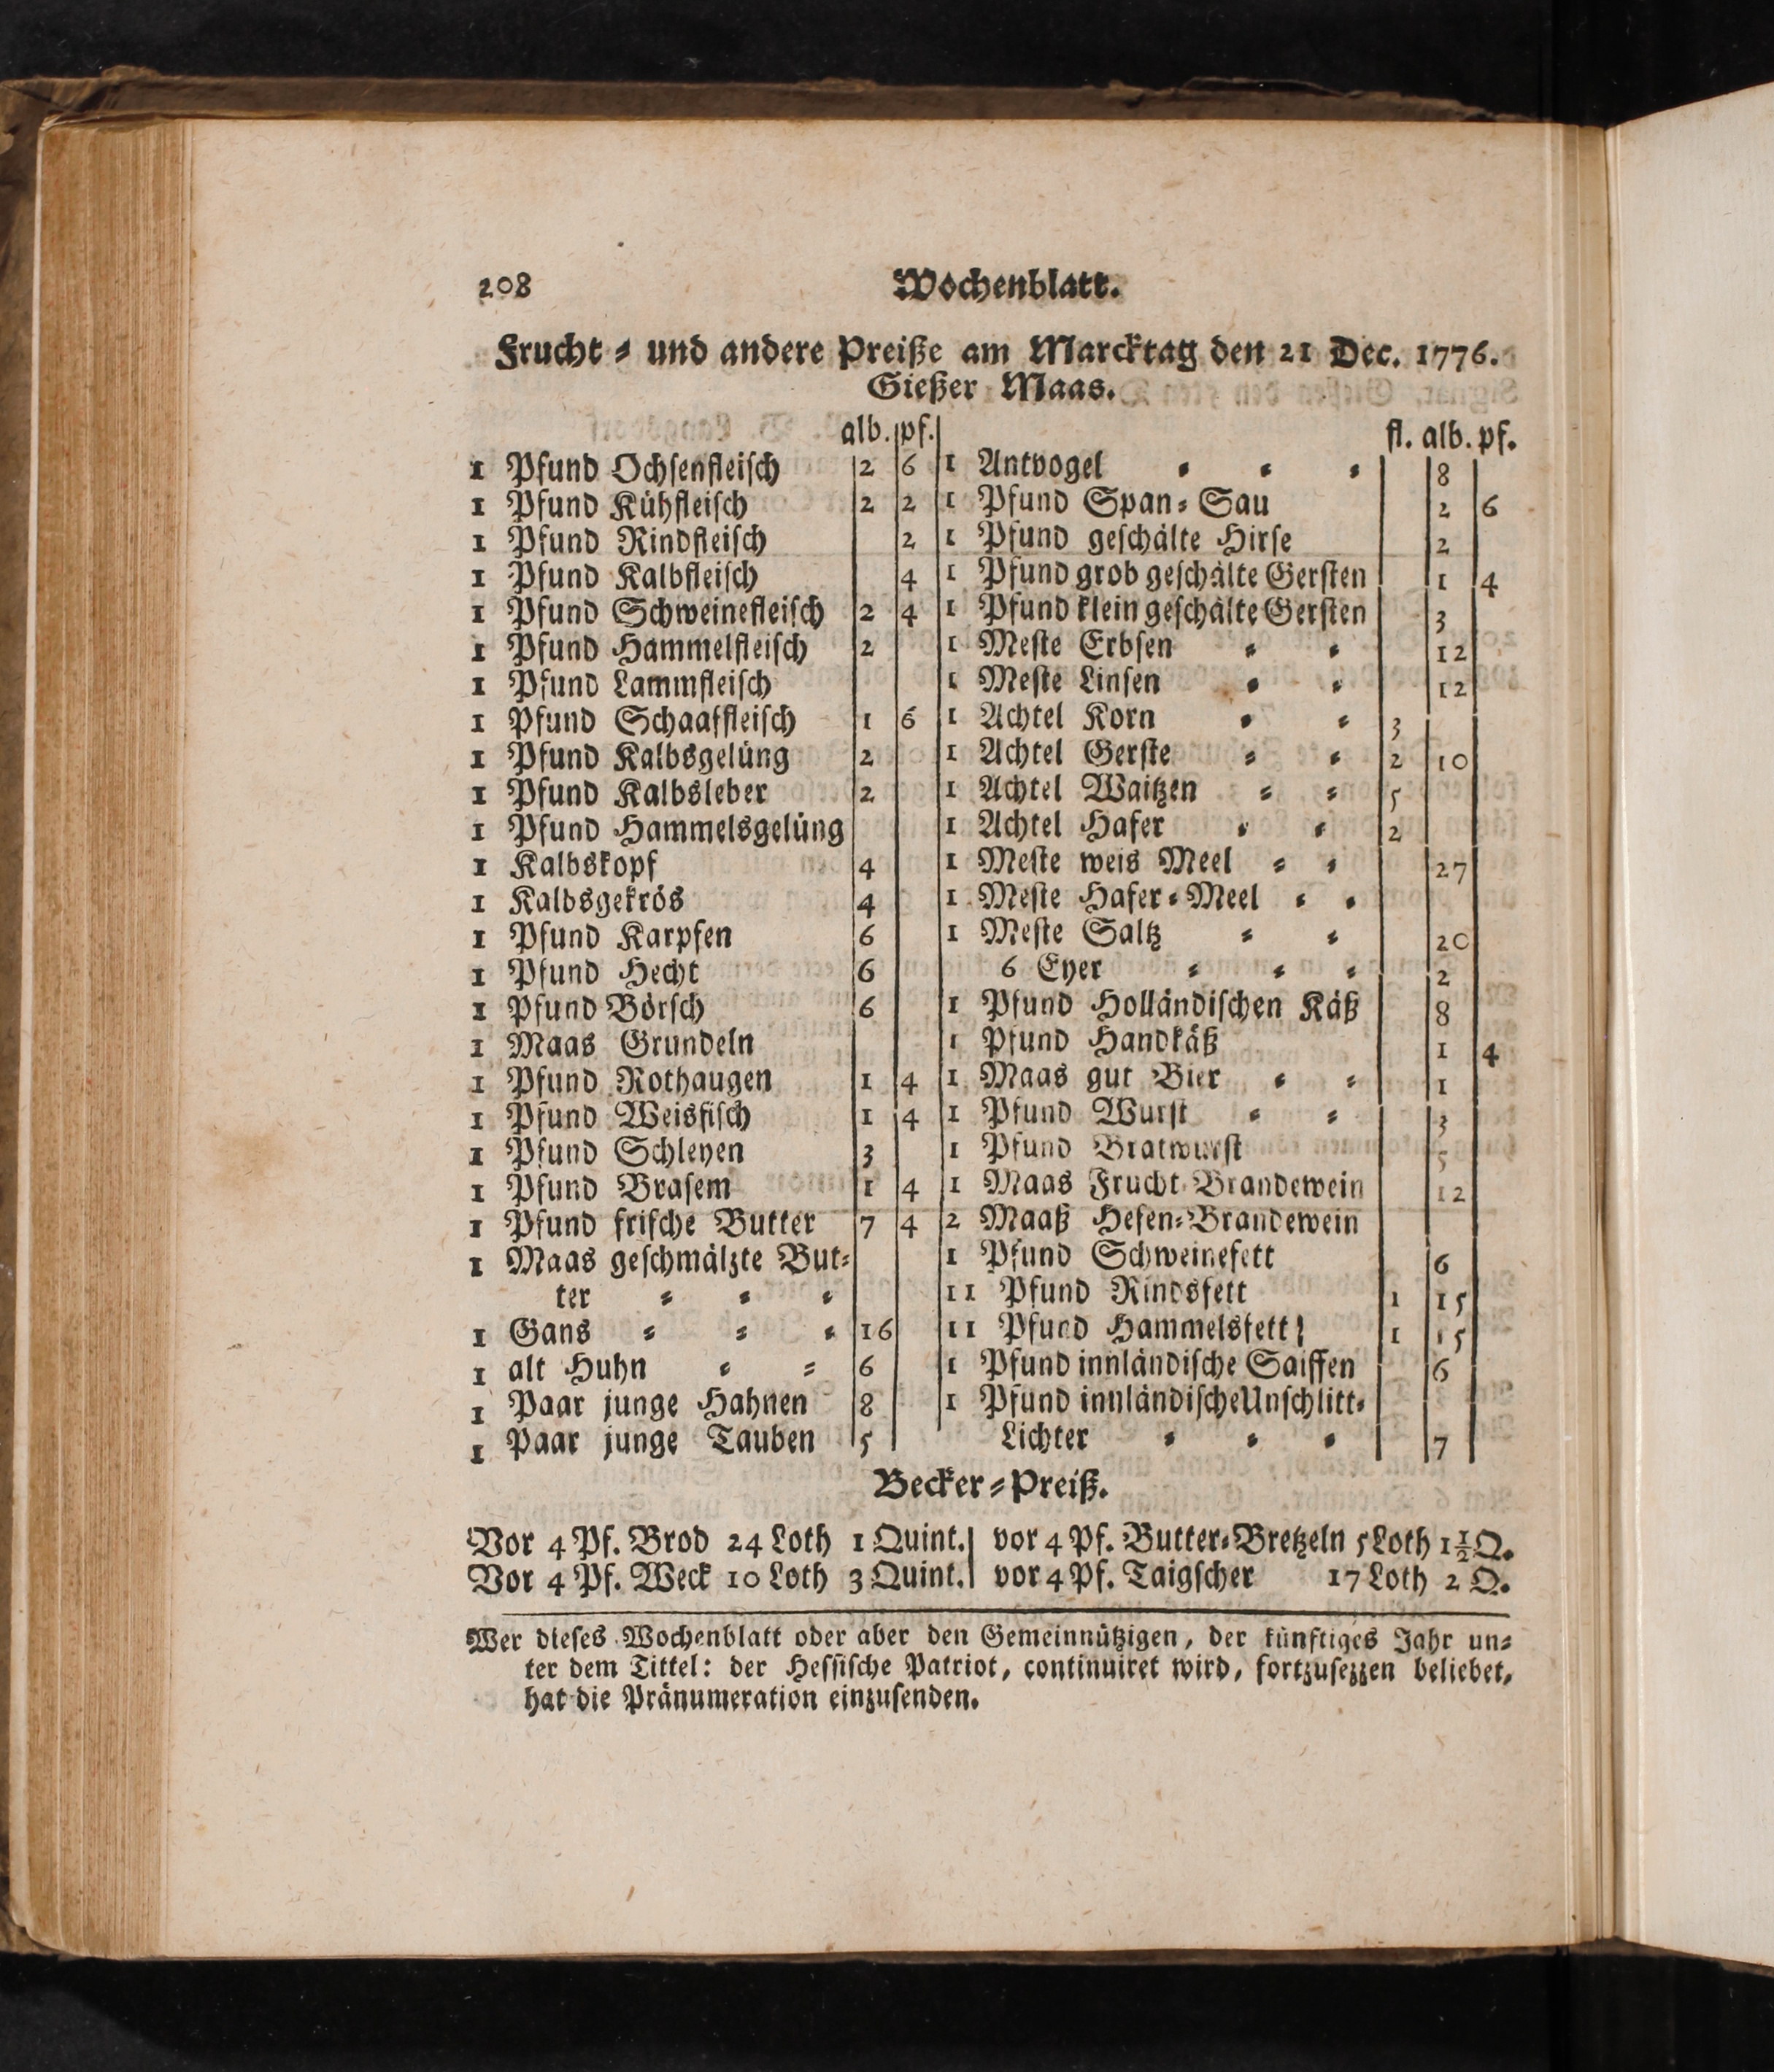 208 Wochenblatt.
Frucht⸗ und andere Preiße am Marcktag den 21 Dec. 1776.
Gießer Maas.
alb. pf.
1 Pfund Ochsenfleisch 2 6
1 Pfund Kühfleisch 2 2
1 Pfund Rindfleisch 2
1 Pfund Kalbfleisch 4
1 Pfund Schweinefleisch 2 4
1 Pfund Hammelfleisch 2
1 Pfund Lammfleisch
1 Pfund Schaaffleisch 1 6
1 Pfund Kalbsgelüng 2
1 Pfund Kalbsleber 2
1 Pfund Hammelsgelüng
1 Kalbskopf 4
1 Kalbsgekrös 4
1 Pfund Karpfen 6
1 Pfund Hecht 6
1 Pfund Börsch 6
1 Maas Grundeln
1 Pfund Rothaugen 1 4
1 Pfund Weisfisch 1 4
1 Pfund Schleyen 3
1 Pfund Brasem 1 4
1 Pfund frische Butter 7 4
1 Maas geschmälzte But⸗
ter ⸗ ⸗ ⸗
1 Gans ⸗ ⸗ ⸗ 16
1 alt Huhn ⸗ ⸗ 6
1 Paar junge Hahnen 8
1 Paar junge Tauben 5
fl. alb. pf.
1 Antvogel ⸗ ⸗ ⸗ 8
1 Pfund Span⸗Sau 2 6
1 Pfund geschälte Hirse 2
1 Pfund grob geschälte Gersten 1 4
1 Pfund klein geschälte Gersten 3
1 Meste Erbsen ⸗ ⸗ 12
1 Meste Linsen ⸗ ⸗ 12
1 Achtel Korn ⸗ ⸗ 3
1 Achtel Gerste ⸗ ⸗ 2 10
1 Achtel Waitzen ⸗ ⸗ 5
1 Achtel Hafer ⸗ ⸗ 2
1 Meste weis Meel ⸗ ⸗ 27
1 Meste Hafer⸗Meel ⸗ ⸗
1 Meste Saltz ⸗ ⸗ 20
6 Eyer ⸗ ⸗ ⸗ 2
1 Pfund Holländischen Käß 8
1 Pfund Handkäß 1 4
1 Maas gut Bier ⸗ ⸗ 1
1 Pfund Wurst ⸗ ⸗ 3
1 Pfund Bratwurst 5
1 Maas Frucht Brandewein 12
2 Maaß Hefen⸗Brandewein
1 Pfund Schweinefett 6
11 Pfund Rindsfett 1 15
11 Pfund Hammelsfett 1 15
1 Pfund innländische Saiffen 6
1 Pfund innländische Unschlitt⸗
Lichter ⸗ ⸗ ⸗ 7
Becker⸗Preiß.
Vor 4 Pf. Brod 24 Loth 1 Quint. vor 4 Pf. Butter⸗Bretzeln 5 Loth 1½ Q.
Vor 4 Pf. Weck 10 Loth 3 Quint. vor 4 Pf. Taigscher 17 Loth 2 Q.
Wer dieses Wochenblatt oder aber den Gemeinnützigen, der künftiges Jahr un⸗
ter dem Tittel: der Hessische Patriot, continuiret wird, fortzusezzen beliebet,
hat die Pränumeration einzusenden.